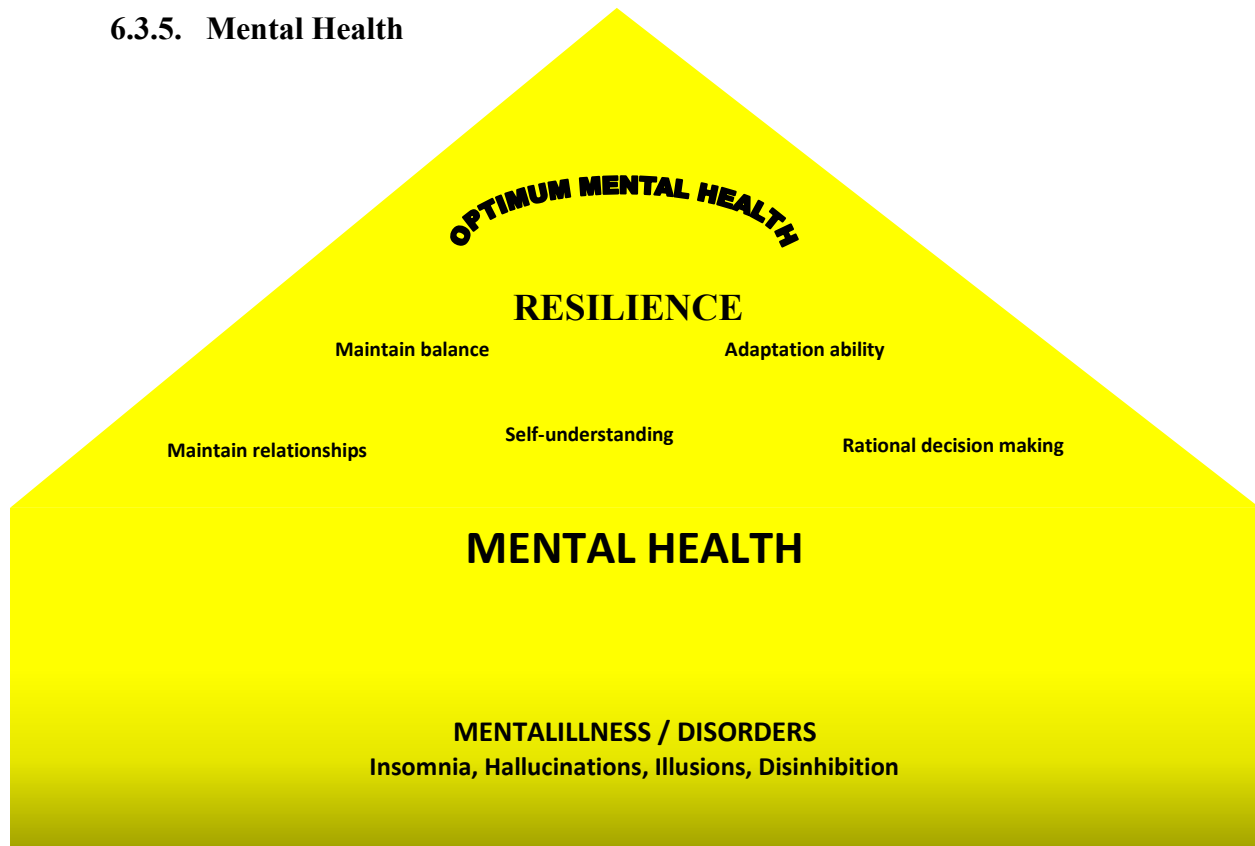 6.3.5. Mental Health
OPTIMUM MENTAL HEALTH
RESILIENCE
Maintain balance Adaptation ability
Maintain relationships Self-understanding Rational decision making
MENTAL HEALTH
MENTALILLNESS / DISORDERS
Insomnia, Hallucinations, Illusions, Disinhibition